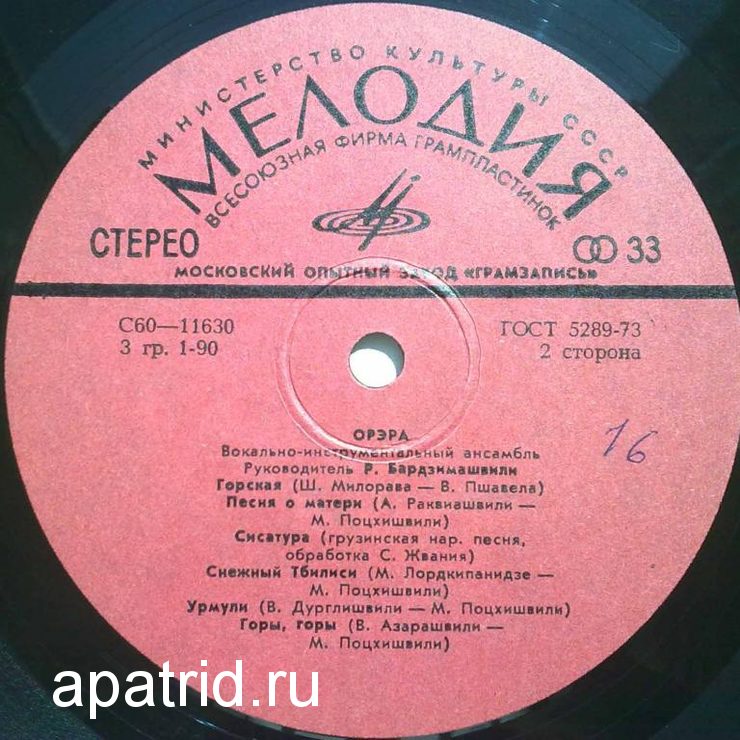 МИНИСТЕРСТВО КУЛЬТУРЫ СССР
МЕЛОДИЯ
ВСЕСОЮЗНАЯ ФИРМА ГРАМПЛАСТИНОК
СТЕРЕО
33
МОСКОВСКИЙ ОПЫТНЫЙ ЗАВОД «ГРАМЗАПИСЬ»
С60—11630
ГОСТ 5289-73
3 гр. 1-90
2 сторона
ОРЭРА
16
Вокально-инструментальный ансамбль
Руководитель Р. Бардзимашвили
Горская (Ш. Милорава — В. Пшавела)
Песня о матери (А. Раквиашвили —
М. Поцхишвили)
Сисатура (грузинская нар. песня,
обработка С. Жвания)
Снежный Тбилиси (М. Лордкипанидзе —
М. Поцхишвили)
Урмули (В. Дурглишвили — М. Поцхишвили)
Горы, горы (В. Азарашвили —
М. Поцхишвили)
apatrid.ru